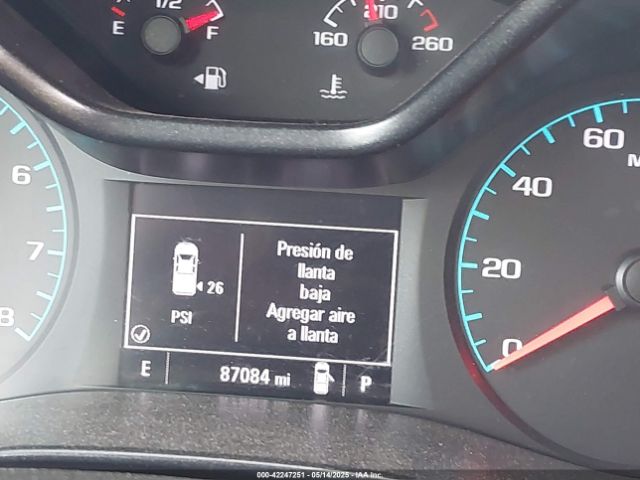 1/2
E
F
160
210
260
6
7
8
60
40
20
0
M
26
PSI
Presión de
llanta
baja
Agregar aire
a llanta
E
87084 mi
P
000-42247251 - 05/14/2025 - IAA Inc.